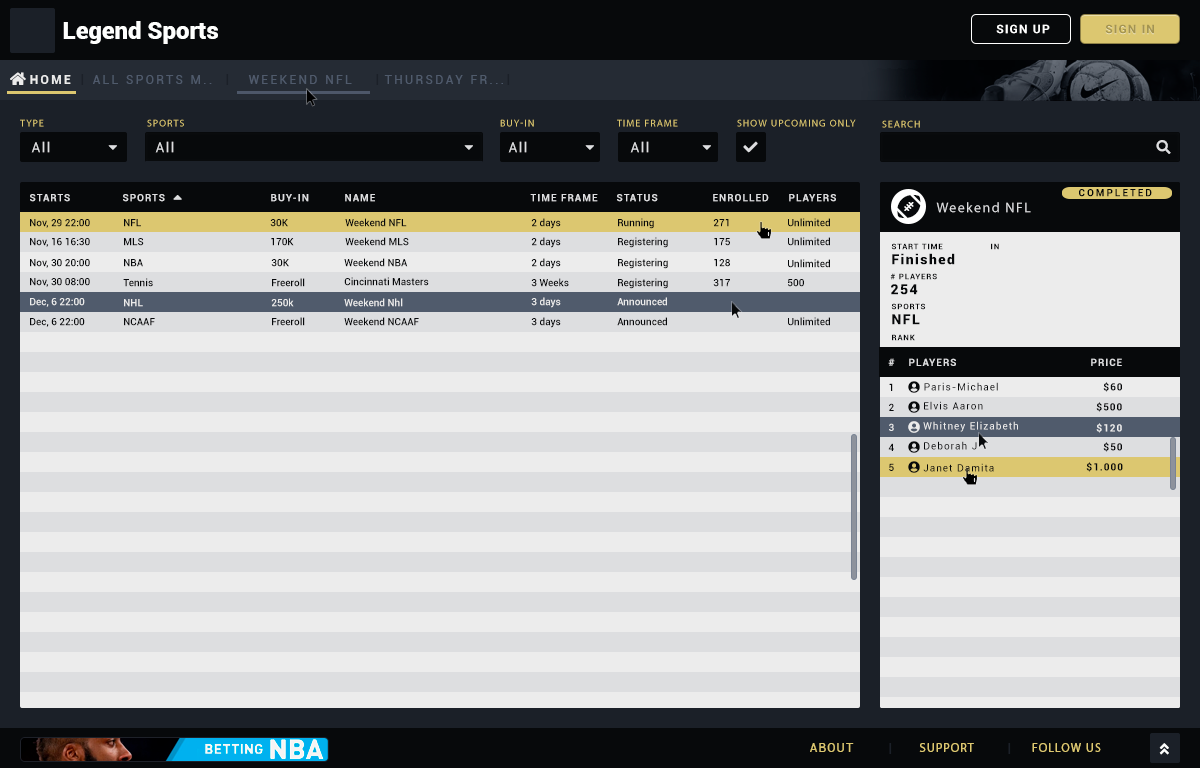 Legend Sports
SIGN UP
SIGN IN
HOME
ALL SPORTS M..
WEEKEND NFL
THURSDAY FR...
TYPE
SPORTS
BUY-IN
TIME FRAME
SHOW UPCOMING ONLY
SEARCH
All
All
All
All
STARTS SPORTS BUY-IN NAME TIME FRAME STATUS ENROLLED PLAYERS
Nov, 29 22:00 NFL 30K Weekend NFL 2 days Running 271 Unlimited
Nov, 16 16:30 MLS 170K Weekend MLS 2 days Registering 175 Unlimited
Nov, 30 20:00 NBA 30K Weekend NBA 2 days Registering 128 Unlimited
Nov, 30 08:00 Tennis Freeroll Cincinnati Masters 3 Weeks Registering 317 500
Dec, 6 22:00 NHL 250k Weekend Nhl 3 days Announced
Dec, 6 22:00 NCAAF Freeroll Weekend NCAAF 3 days Announced Unlimited
COMPLETED
Weekend NFL
START TIME IN
Finished
# PLAYERS
254
SPORTS
NFL
RANK
# PLAYERS PRICE
1 Paris-Michael $60
2 Elvis Aaron $500
3 Whitney Elizabeth $120
4 Deborah J $50
5 Janet Damita $1.000
BETTING NBA
ABOUT
SUPPORT
FOLLOW US